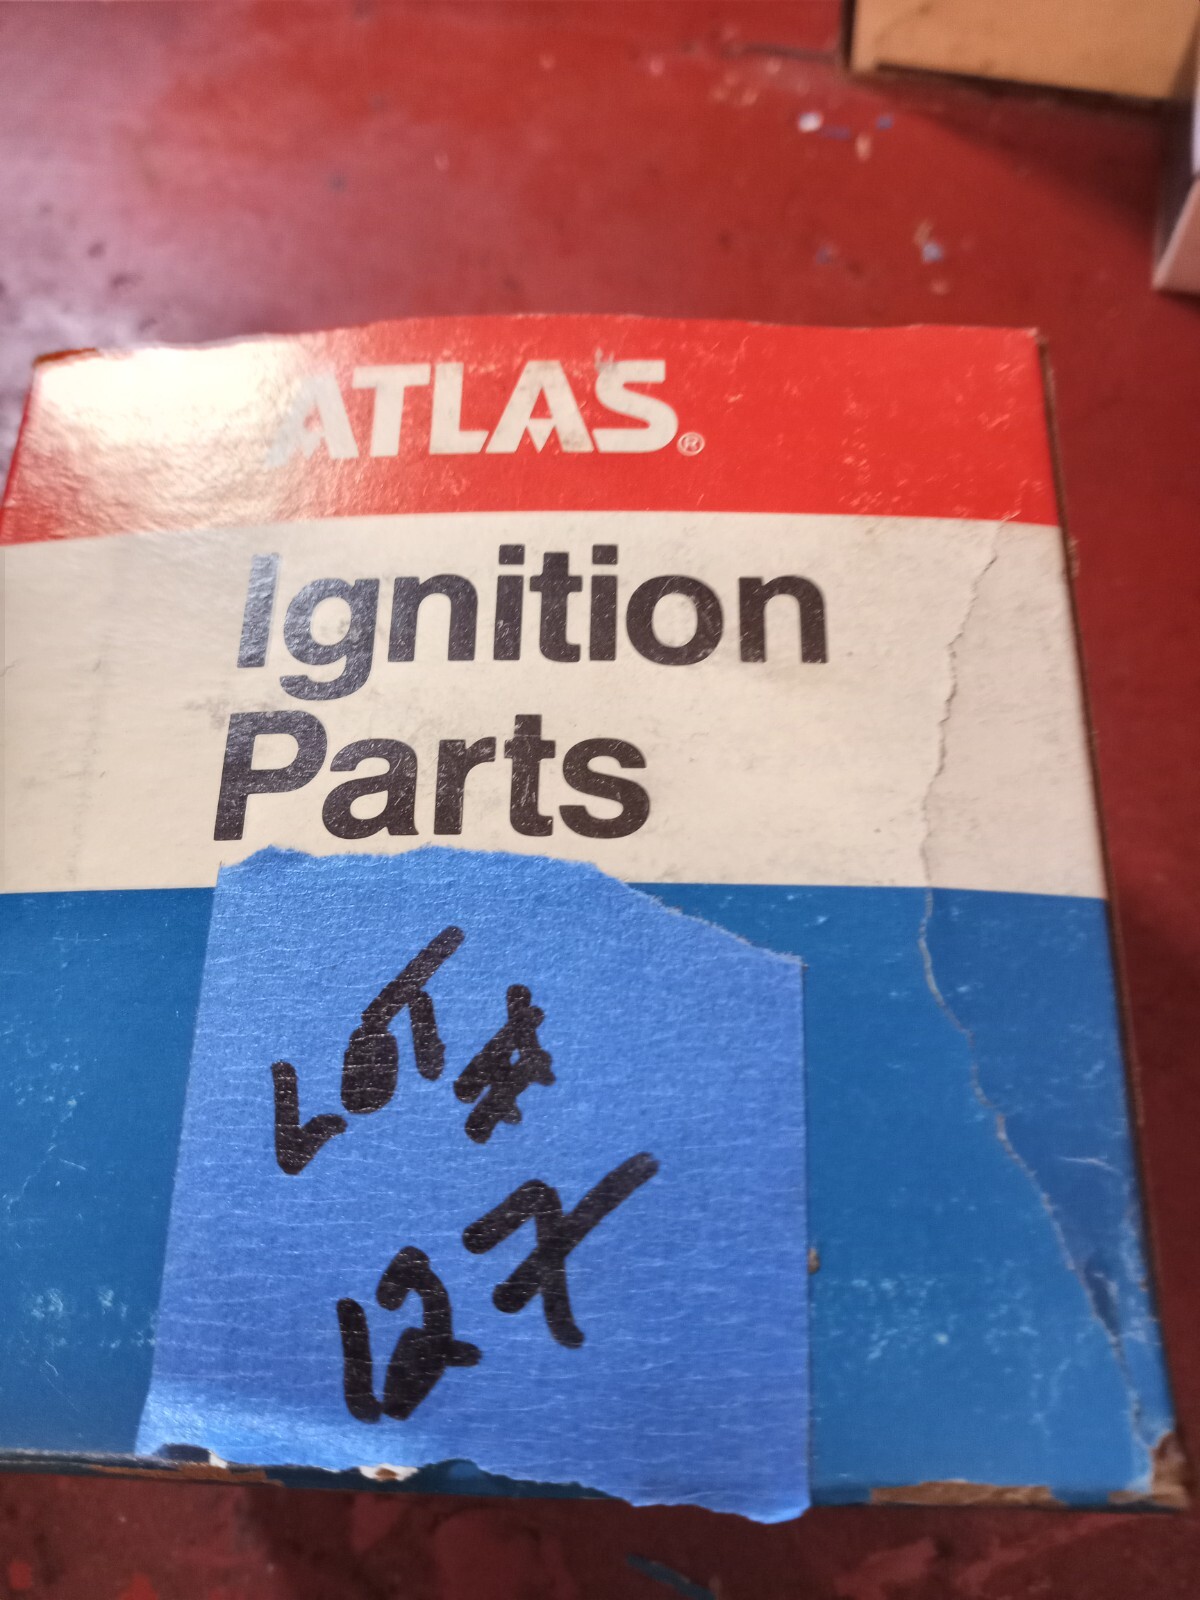 ATLAS®
Ignition
Parts
LOT #
127